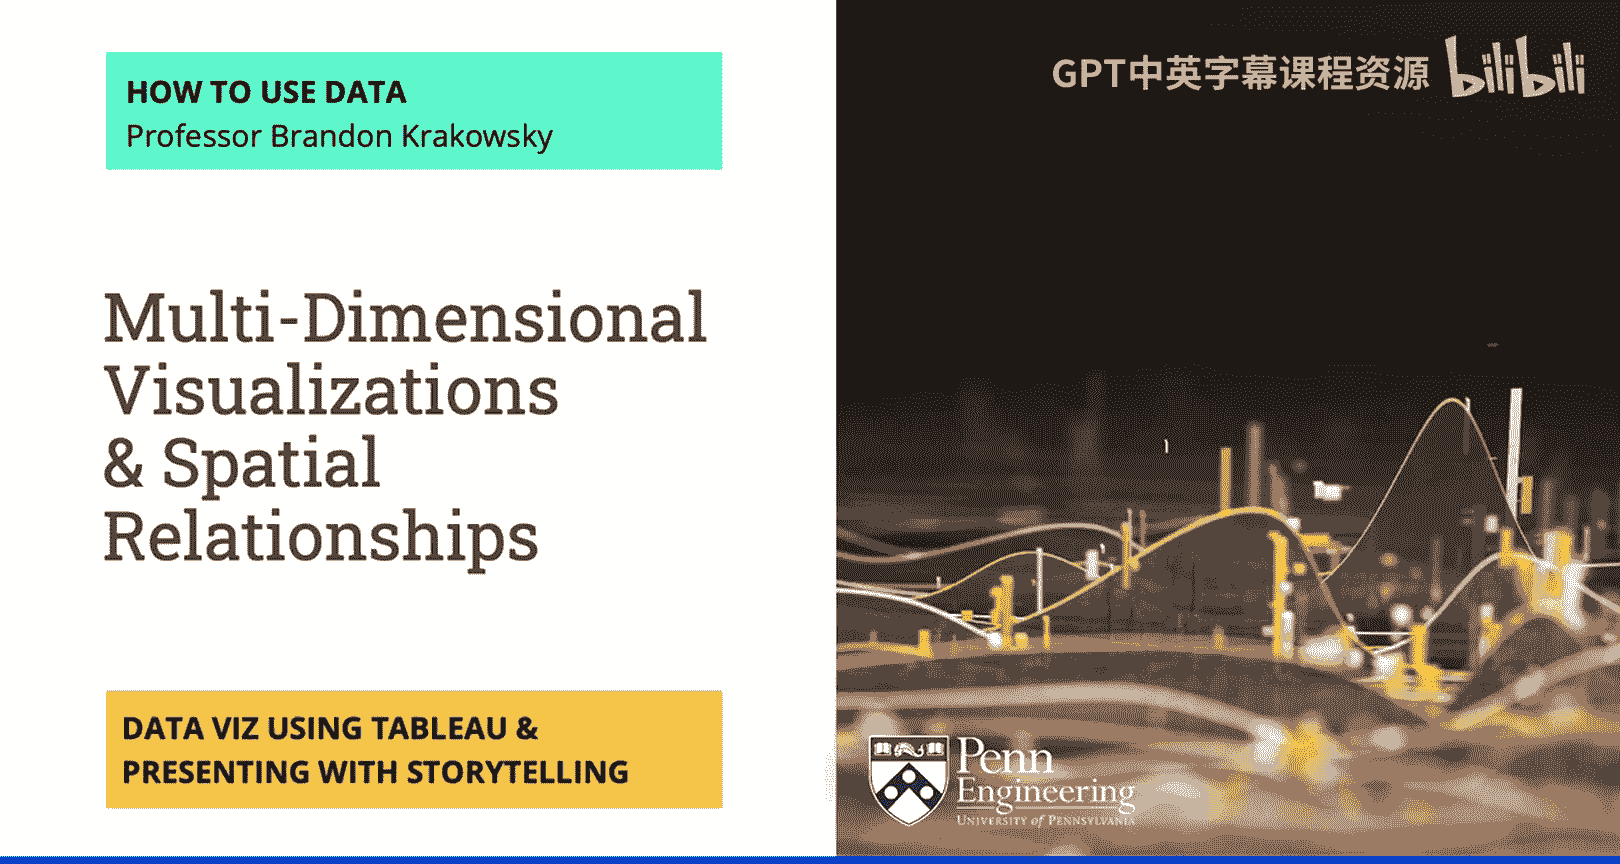 HOW TO USE DATA
Professor Brandon Krakowsky
GPT中英字幕课程资源 bilibili
Multi-Dimensional
Visualizations
& Spatial
Relationships
DATA VIZ USING TABLEAU &
PRESENTING WITH STORYTELLING
Penn
Engineering
UNIVERSITY of PENNSYLVANIA